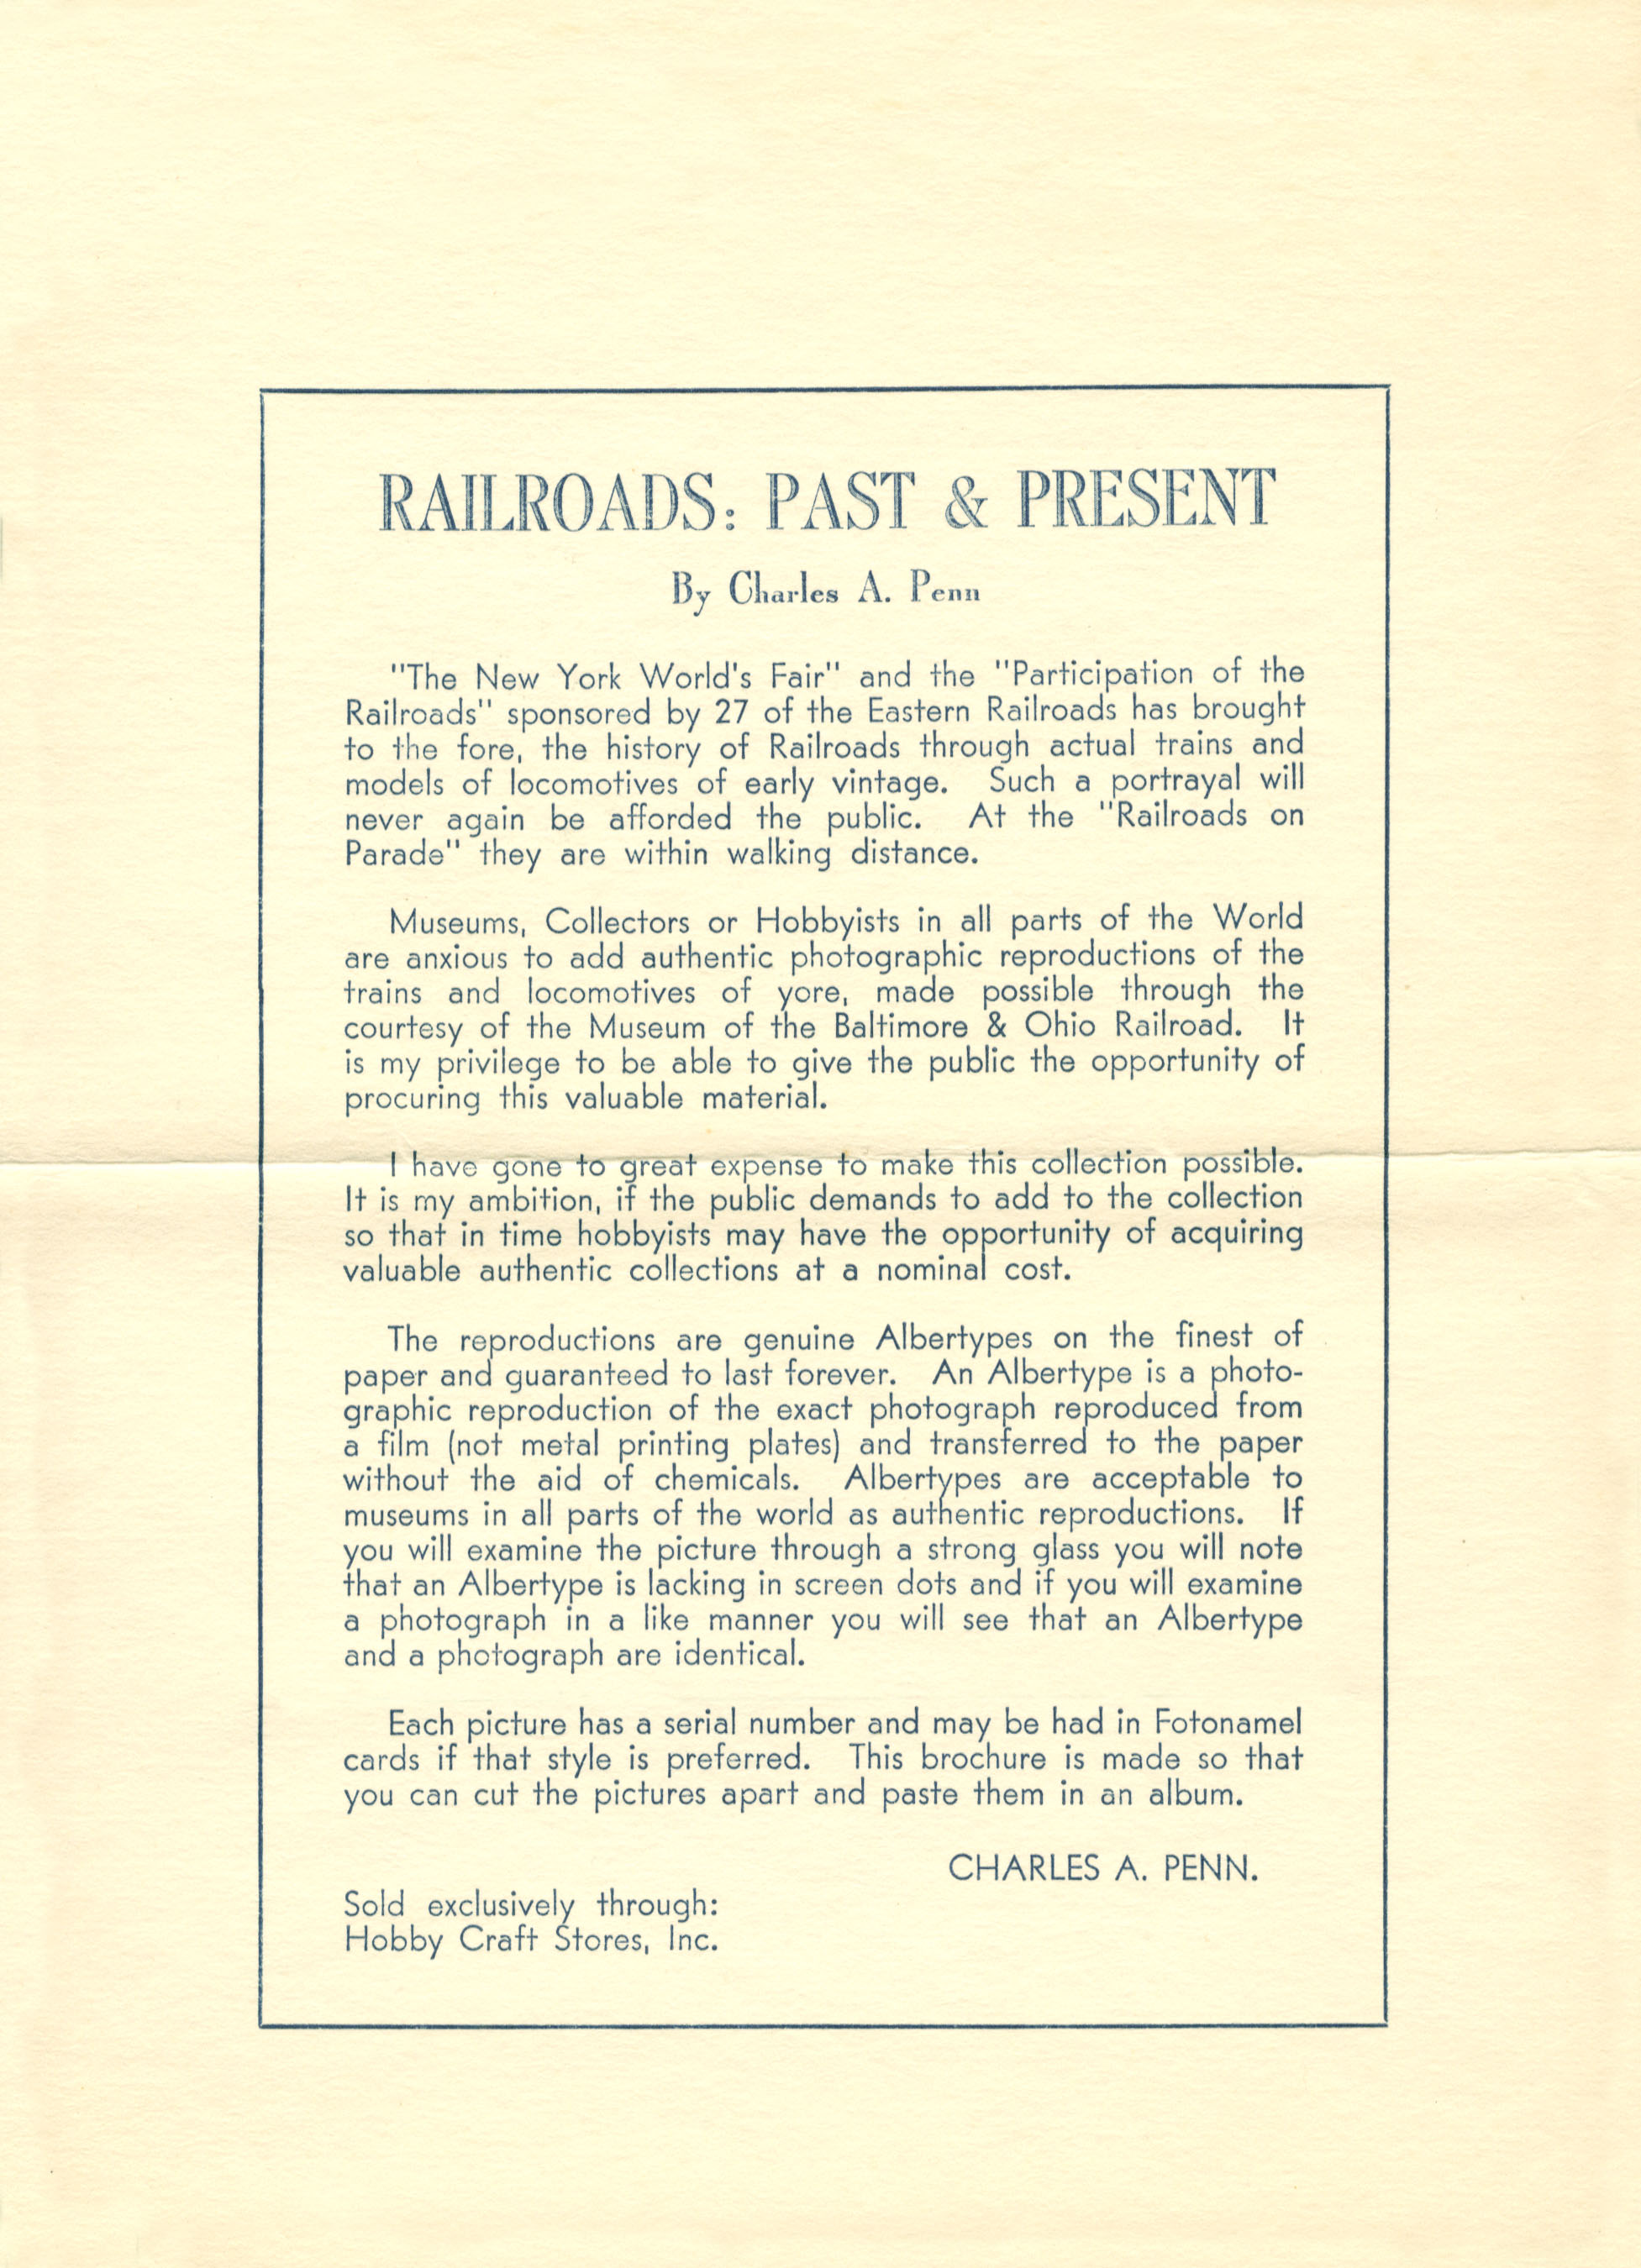 RAILROADS: PAST & PRESENT
By Charles A. Penn
"The New York World's Fair" and the "Participation of the
Railroads" sponsored by 27 of the Eastern Railroads has brought
to the fore, the history of Railroads through actual trains and
models of locomotives of early vintage. Such a portrayal will
never again be afforded the public. At the "Railroads on
Parade" they are within walking distance.
Museums, Collectors or Hobbyists in all parts of the World
are anxious to add authentic photographic reproductions of the
trains and locomotives of yore, made possible through the
courtesy of the Museum of the Baltimore & Ohio Railroad. It
is my privilege to be able to give the public the opportunity of
procuring this valuable material.
I have gone to great expense to make this collection possible.
It is my ambition, if the public demands to add to the collection
so that in time hobbyists may have the opportunity of acquiring
valuable authentic collections at a nominal cost.
The reproductions are genuine Albertypes on the finest of
paper and guaranteed to last forever. An Albertype is a photo-
graphic reproduction of the exact photograph reproduced from
a film (not metal printing plates) and transferred to the paper
without the aid of chemicals. Albertypes are acceptable to
museums in all parts of the world as authentic reproductions. If
you will examine the picture through a strong glass you will note
that an Albertype is lacking in screen dots and if you will examine
a photograph in a like manner you will see that an Albertype
and a photograph are identical.
Each picture has a serial number and may be had in Fotonamel
cards if that style is preferred. This brochure is made so that
you can cut the pictures apart and paste them in an album.
CHARLES A. PENN.
Sold exclusively through:
Hobby Craft Stores, Inc.